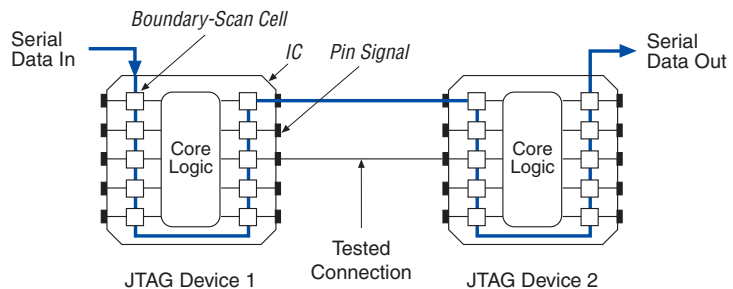 Boundary-Scan Cell
Serial
Data In
IC
Pin Signal
Serial
Data Out
Core
Logic
Core
Logic
Tested
Connection
JTAG Device 1
JTAG Device 2